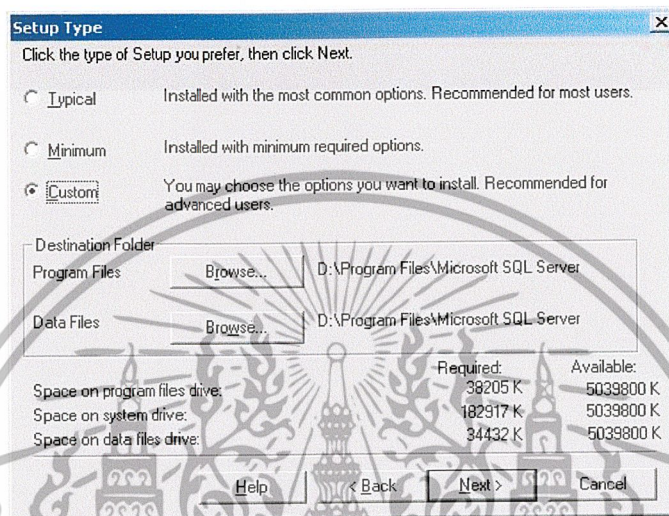 Setup Type
Click the type of Setup you prefer, then click Next.
Typical Installed with the most common options. Recommended for most users.
Minimum Installed with minimum required options.
Custom You may choose the options you want to install. Recommended for
advanced users.
Destination Folder
Program Files Browse... D:\Program Files\Microsoft SQL Server
Data Files Browse... D:\Program Files\Microsoft SQL Server
Required: Available:
Space on program files drive: 38205 K 5039800 K
Space on system drive: 182917 K 5039800 K
Space on data files drive: 34432 K 5039800 K
Help < Back Next > Cancel